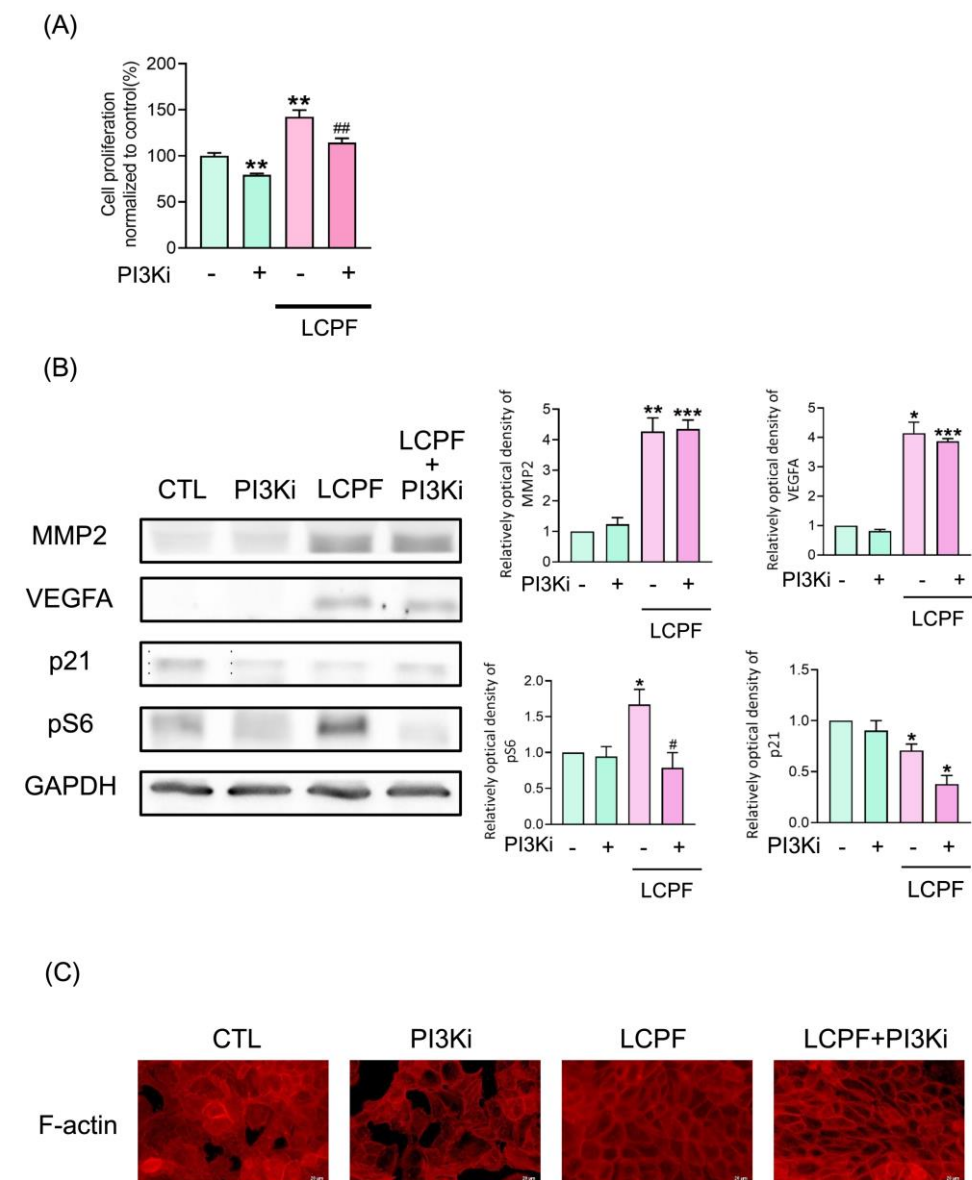 (A)
Cell proliferation
normalized to control(%)
200
150
100
50
0
**
**
**
##
PI3Ki - + - +
LCPF
(B)
CTL PI3Ki LCPF LCPF
+
PI3Ki
MMP2
VEGFA
p21
pS6
GAPDH
Relatively optical density of
MMP2
5
4
3
2
1
0
** ***
PI3Ki - + - +
LCPF
Relatively optical density of
VEGFA
5
4
3
2
1
0
* ***
PI3Ki - + - +
LCPF
Relatively optical density of
pS6
2.0
1.5
1.0
0.5
0.0
* #
PI3Ki - + - +
LCPF
Relatively optical density of
p21
1.5
1.0
0.5
0.0
* *
PI3Ki - + - +
LCPF
(C)
CTL PI3Ki LCPF LCPF+PI3Ki
F-actin